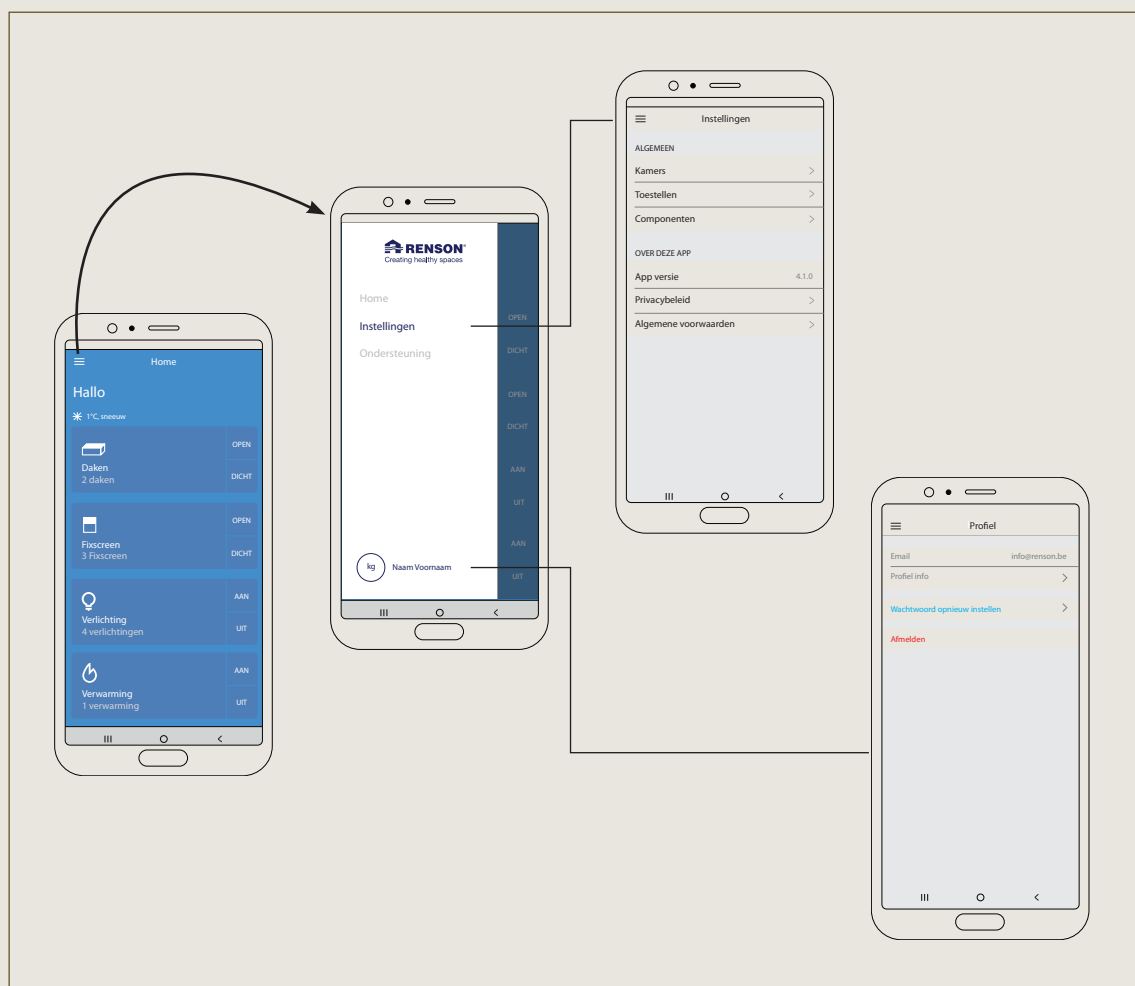 Home
Hallo
1°C, sneeuw
Daken
2 daken
OPEN
DICHT
Fixscreen
3 Fixscreen
OPEN
DICHT
Verlichting
4 verlichtingen
AAN
UIT
Verwarming
1 verwarming
AAN
UIT
RENSON®
Creating healthy spaces
Home
Instellingen
Ondersteuning
OPEN
DICHT
OPEN
DICHT
AAN
UIT
AAN
UIT
kg Naam Voornaam
Instellingen
ALGEMEEN
Kamers
Toestellen
Componenten
OVER DEZE APP
App versie 4.1.0
Privacybeleid
Algemene voorwaarden
Profiel
Email info@renson.be
Profiel info
Wachtwoord opnieuw instellen
Afmelden